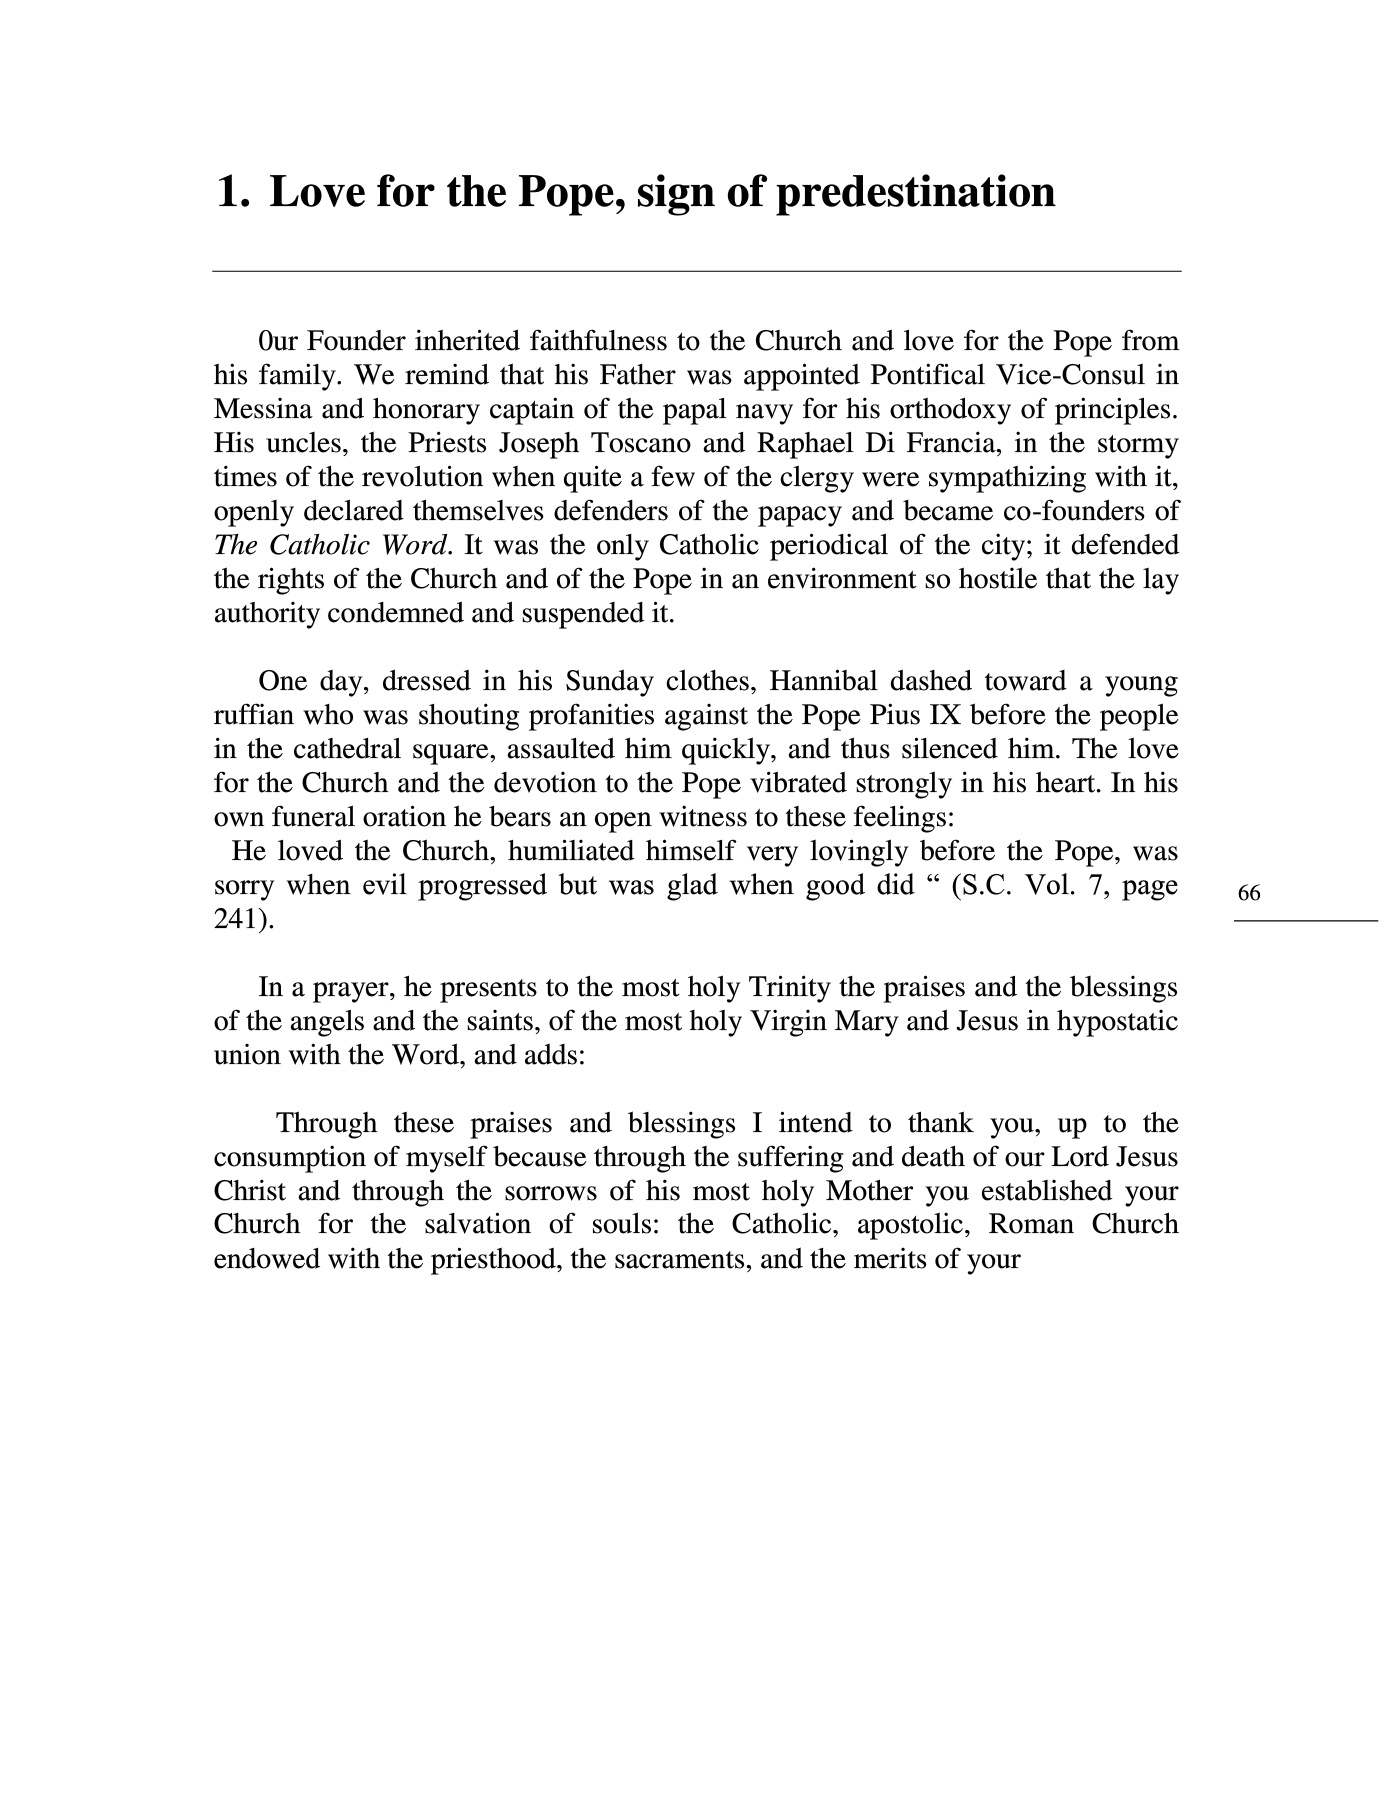 1. Love for the Pope, sign of predestination
0ur Founder inherited faithfulness to the Church and love for the Pope from
his family. We remind that his Father was appointed Pontifical Vice-Consul in
Messina and honorary captain of the papal navy for his orthodoxy of principles.
His uncles, the Priests Joseph Toscano and Raphael Di Francia, in the stormy
times of the revolution when quite a few of the clergy were sympathizing with it,
openly declared themselves defenders of the papacy and became co-founders of
The Catholic Word. It was the only Catholic periodical of the city; it defended
the rights of the Church and of the Pope in an environment so hostile that the lay
authority condemned and suspended it.
One day, dressed in his Sunday clothes, Hannibal dashed toward a young
ruffian who was shouting profanities against the Pope Pius IX before the people
in the cathedral square, assaulted him quickly, and thus silenced him. The love
for the Church and the devotion to the Pope vibrated strongly in his heart. In his
own funeral oration he bears an open witness to these feelings:
He loved the Church, humiliated himself very lovingly before the Pope, was
sorry when evil progressed but was glad when good did “ (S.C. Vol. 7, page
241).
66
In a prayer, he presents to the most holy Trinity the praises and the blessings
of the angels and the saints, of the most holy Virgin Mary and Jesus in hypostatic
union with the Word, and adds:
Through these praises and blessings I intend to thank you, up to the
consumption of myself because through the suffering and death of our Lord Jesus
Christ and through the sorrows of his most holy Mother you established your
Church for the salvation of souls: the Catholic, apostolic, Roman Church
endowed with the priesthood, the sacraments, and the merits of your